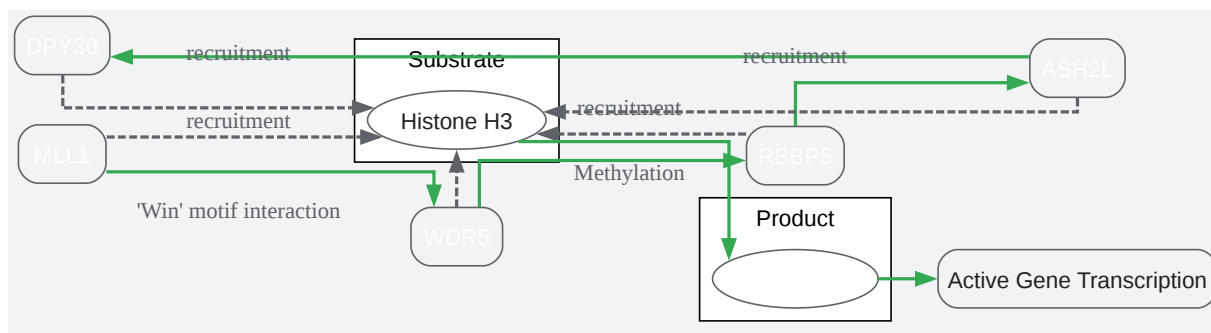 DPY30
recruitment
recruitment
Substrate
ASH2L
recruitment
recruitment
Histone H3
MLL1
RBBP5
Methylation
'Win' motif interaction
WDR5
Product
Active Gene Transcription